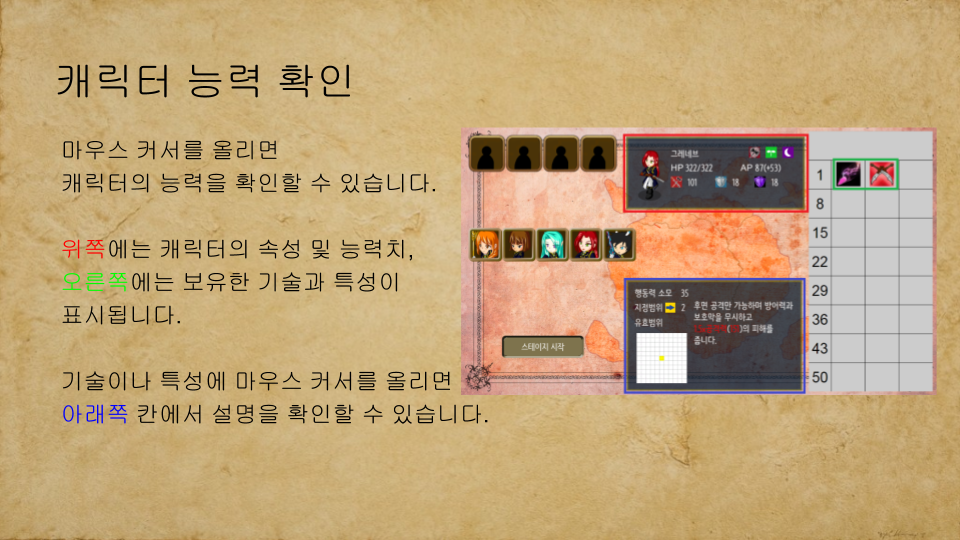 캐릭터 능력 확인
마우스 커서를 올리면
캐릭터의 능력을 확인할 수 있습니다.
위쪽에는 캐릭터의 속성 및 능력치,
오른쪽에는 보유한 기술과 특성이
표시됩니다.
기술이나 특성에 마우스 커서를 올리면
아래쪽 칸에서 설명을 확인할 수 있습니다.
그레네브
HP 322/322 AP 87(+53)
101 18 18
1
8
15
22
29
36
43
50
행동력 소모 35
지정범위 2
유효범위
후면 공격만 가능하며 방어력과
보호막을 무시하고
의 피해를
줍니다.
스테이지 시작